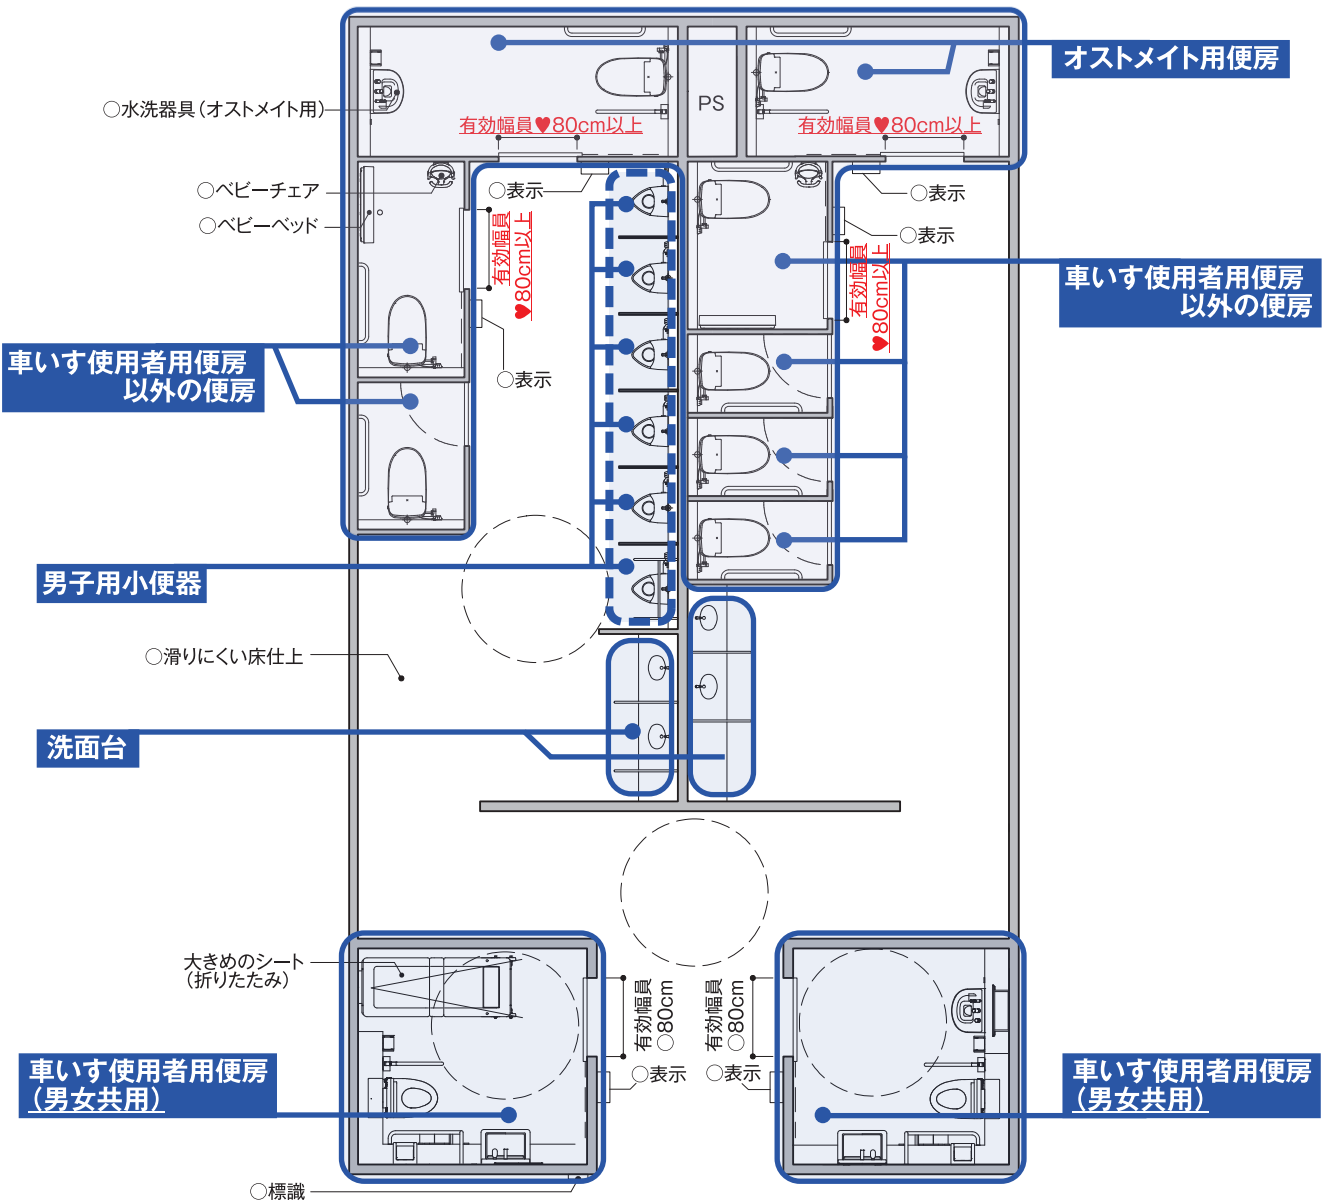 オストメイト用便房
○水洗器具（オストメイト用）
PS
有効幅員♥80cm以上
有効幅員♥80cm以上
○ベビーチェア
○ベビーベッド
○表示
○表示
○表示
有効幅員
♥80cm以上
有効幅員
♥80cm以上
車いす使用者用便房
以外の便房
車いす使用者用便房
以外の便房
○表示
男子用小便器
○滑りにくい床仕上
洗面台
大きめのシート
（折りたたみ）
有効幅員
○80cm
有効幅員
○80cm
○表示
○表示
車いす使用者用便房
（男女共用）
車いす使用者用便房
（男女共用）
○標識